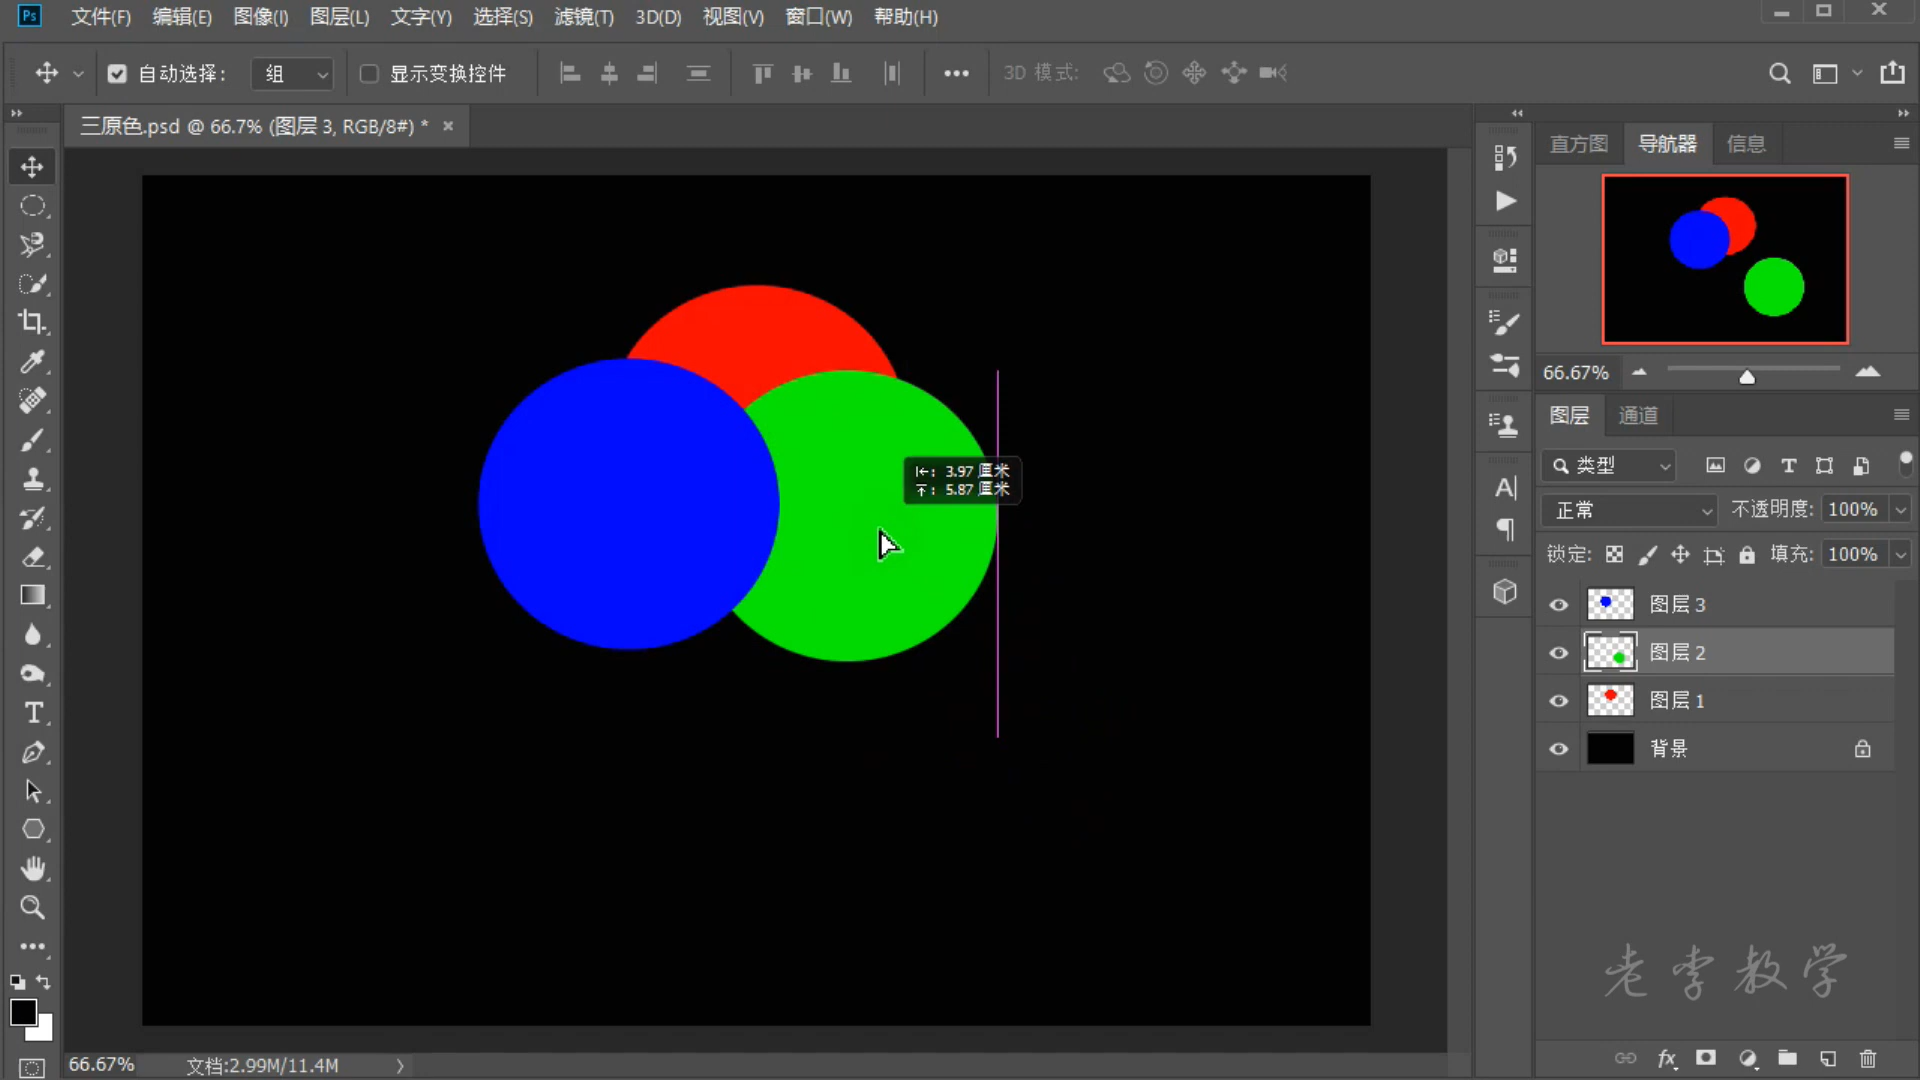 Ps 文件(F) 编辑(E) 图像(I) 图层(L) 文字(Y) 选择(S) 滤镜(T) 3D(D) 视图(V) 窗口(W) 帮助(H)
自动选择： 组 显示变换控件 3D 模式:
三原色.psd @ 66.7% (图层 3, RGB/8#) *
直方图 导航器 信息
66.67%
图层 通道
类型
正常 不透明度: 100%
锁定: 填充: 100%
图层 3
图层 2
图层 1
背景
3.97 厘米
5.87 厘米
老李教学
66.67% 文档:2.99M/11.4M